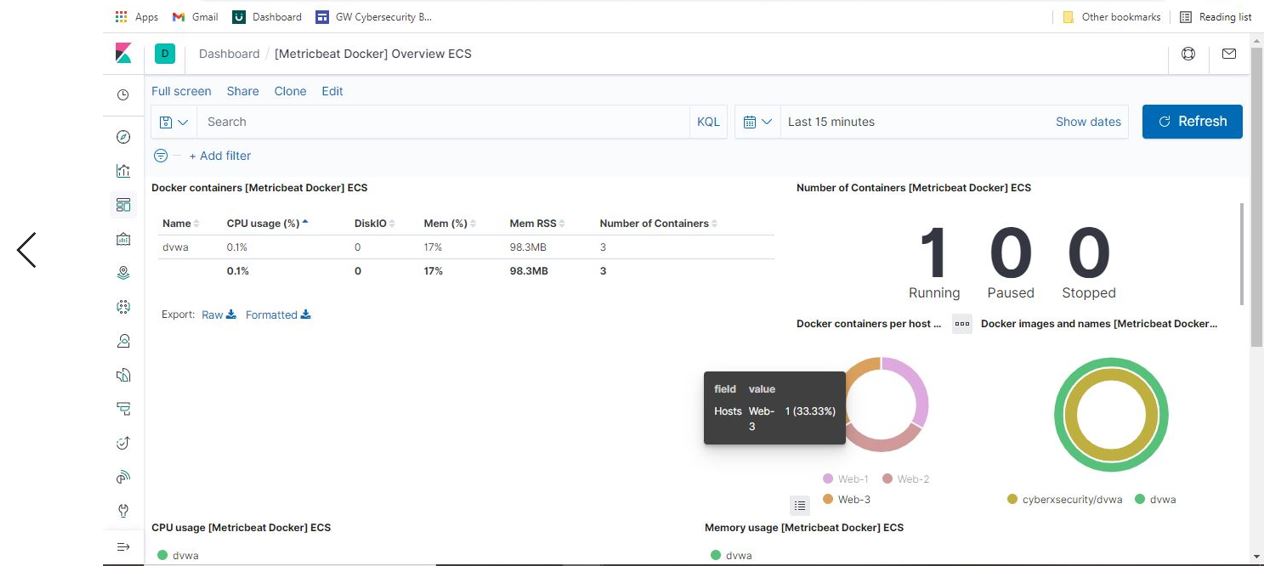 Apps Gmail Dashboard GW Cybersecurity B... Other bookmarks Reading list
D Dashboard / [Metricbeat Docker] Overview ECS
Full screen Share Clone Edit
Search KQL Last 15 minutes Show dates Refresh
+ Add filter
Docker containers [Metricbeat Docker] ECS
Name CPU usage (%) DiskIO Mem (%) Mem RSS Number of Containers
dvwa 0.1% 0 17% 98.3MB 3
0.1% 0 17% 98.3MB 3
Export: Raw Formatted
Number of Containers [Metricbeat Docker] ECS
1 0 0
Running Paused Stopped
Docker containers per host ... Docker images and names [Metricbeat Docker...
field value
Hosts Web- 1 (33.33%)
3
Web-1 Web-2
Web-3
cyberxsecurity/dvwa dvwa
CPU usage [Metricbeat Docker] ECS
dvwa
Memory usage [Metricbeat Docker] ECS
dvwa